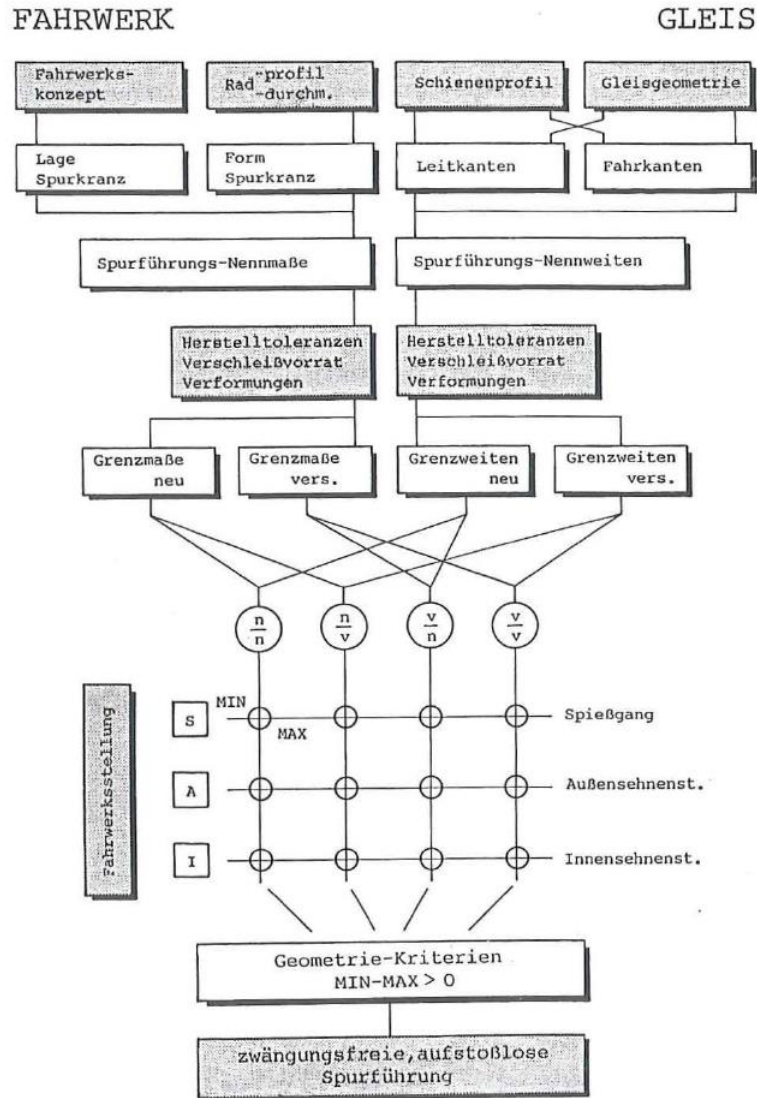 FAHRWERK GLEIS
Fahrwerks-
konzept
Rad -profil
-durchm.
Schienenprofil
Gleisgeometrie
Lage
Spurkranz
Form
Spurkranz
Leitkanten
Fahrkanten
Spurführungs-Nennmaße
Spurführungs-Nennweiten
Herstelltoleranzen
Verschleißvorrat
Verformungen
Herstelltoleranzen
Verschleißvorrat
Verformungen
Grenzmaße
neu
Grenzmaße
vers.
Grenzweiten
neu
Grenzweiten
vers.
n
n
n
v
v
n
v
v
Fahrwerksstellung
S MIN MAX Spießgang
A Außensehnenst.
I Innensehnenst.
Geometrie-Kriterien
MIN-MAX > O
zwängungsfreie,aufstoßlose
Spurführung